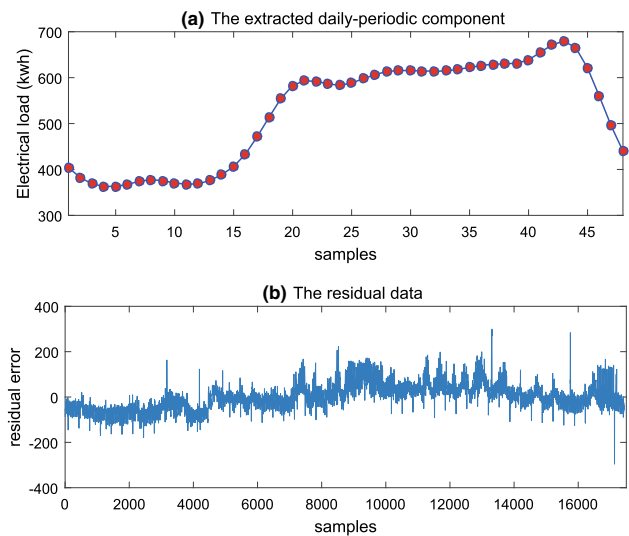 (a) The extracted daily-periodic component
700
600
500
400
300
Electrical load (kwh)
5 10 15 20 25 30 35 40 45
samples
(b) The residual data
400
200
0
-200
-400
residual error
0 2000 4000 6000 8000 10000 12000 14000 16000
samples